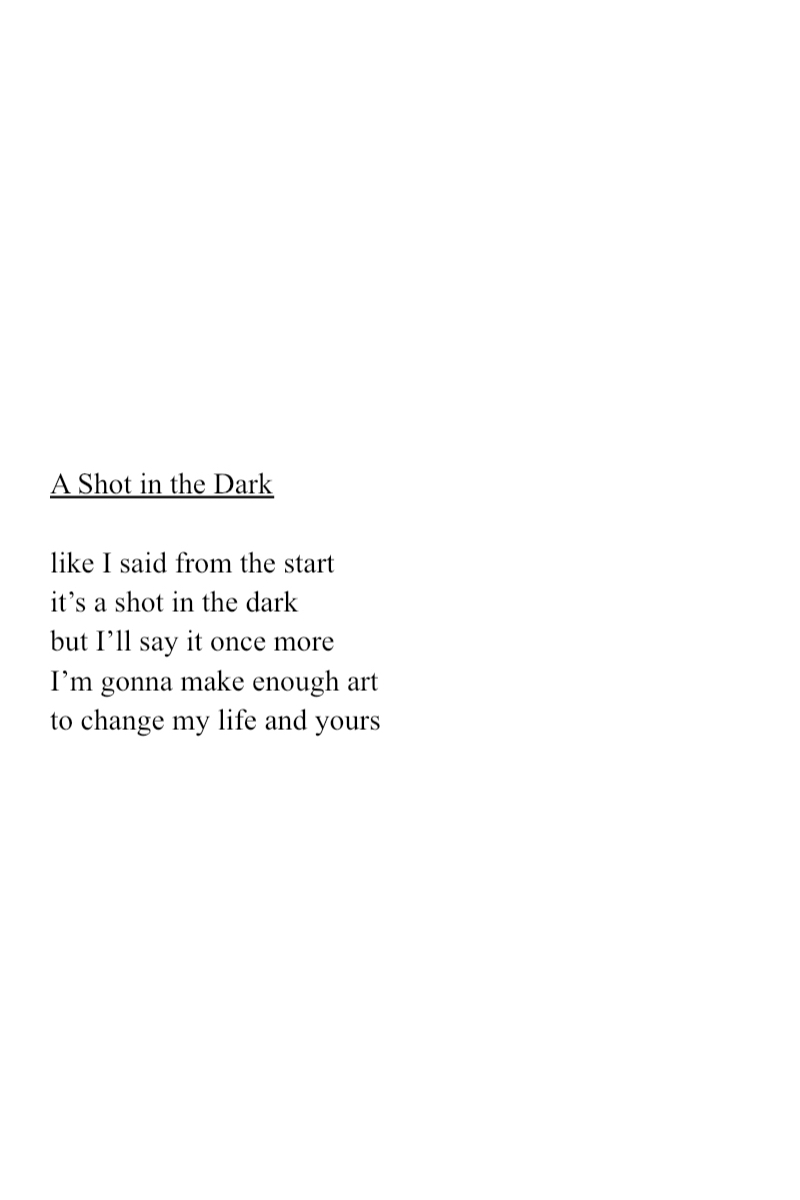 A Shot in the Dark
like I said from the start
it’s a shot in the dark
but I’ll say it once more
I’m gonna make enough art
to change my life and yours